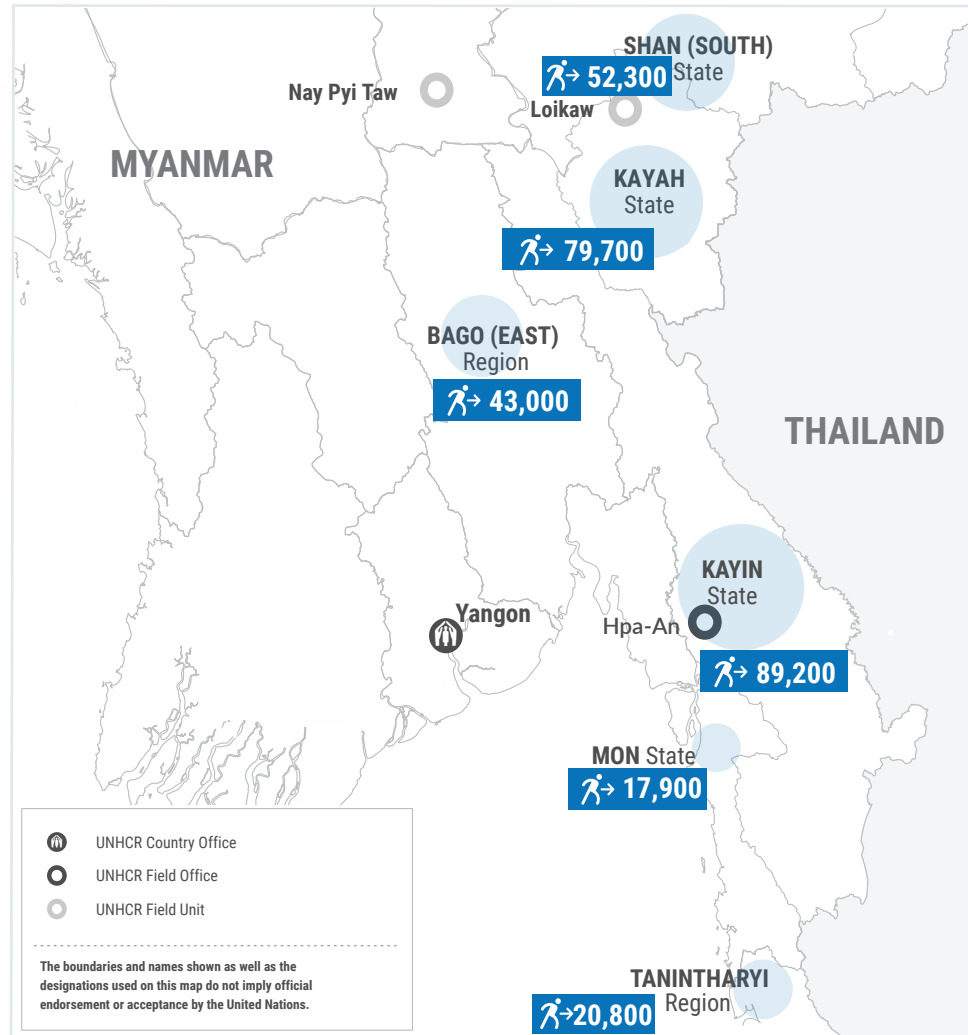 SHAN (SOUTH)
State
52,300
Nay Pyi Taw
Loikaw
MYANMAR
KAYAH
State
79,700
BAGO (EAST)
Region
43,000
THAILAND
KAYIN
State
Yangon
Hpa-An
89,200
MON State
17,900
UNHCR Country Office
UNHCR Field Office
UNHCR Field Unit
The boundaries and names shown as well as the
designations used on this map do not imply official
endorsement or acceptance by the United Nations.
TANINTHARYI
Region
20,800